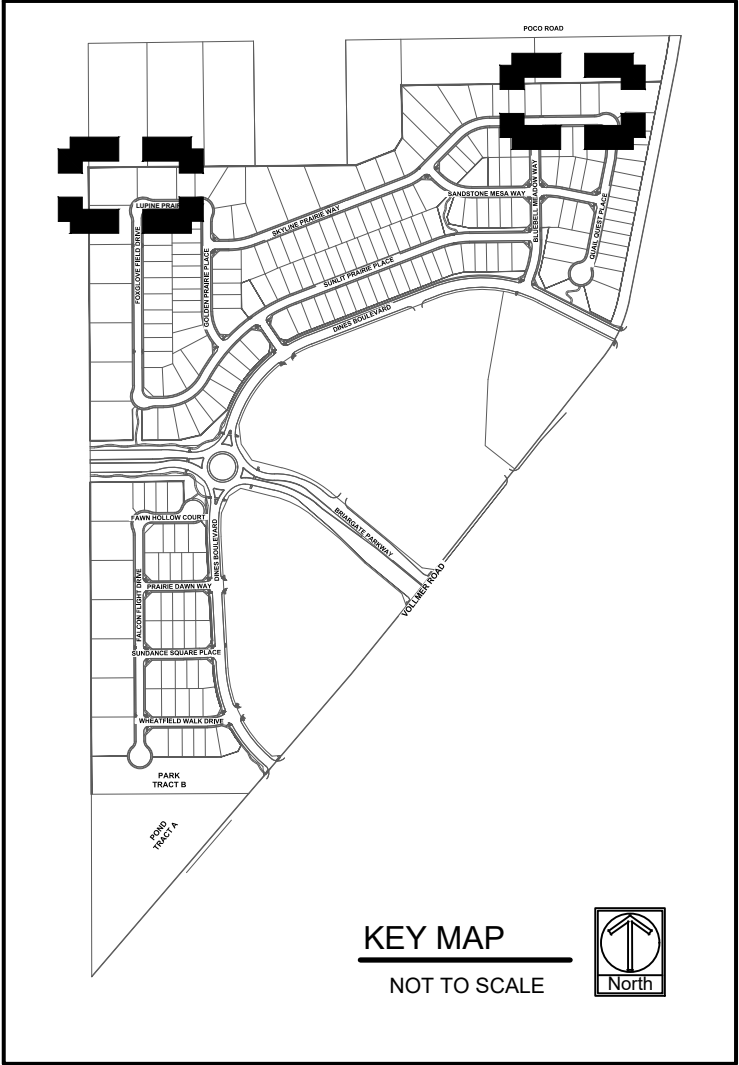 POCO ROAD
LUPINE PRAI
SKYLINE PRAIRIE WAY
SANDSTONE MESA WAY
BLUEBELL MEADOW WAY
QUAIL QUEST PLACE
FOXGLOVE FIELD DRIVE
GOLDEN PRAIRIE PLACE
SUNLIT PRAIRIE PLACE
DINES BOULEVARD
FAWN HOLLOW COURT
DINES BOULEVARD
BRIARGATE PARKWAY
VOLLMER ROAD
FALCON FLIGHT DRIVE
PRAIRIE DAWN WAY
SUNDANCE SQUARE PLACE
WHEATFIELD WALK DRIVE
PARK
TRACT B
POND
TRACT A
KEY MAP
NOT TO SCALE
North